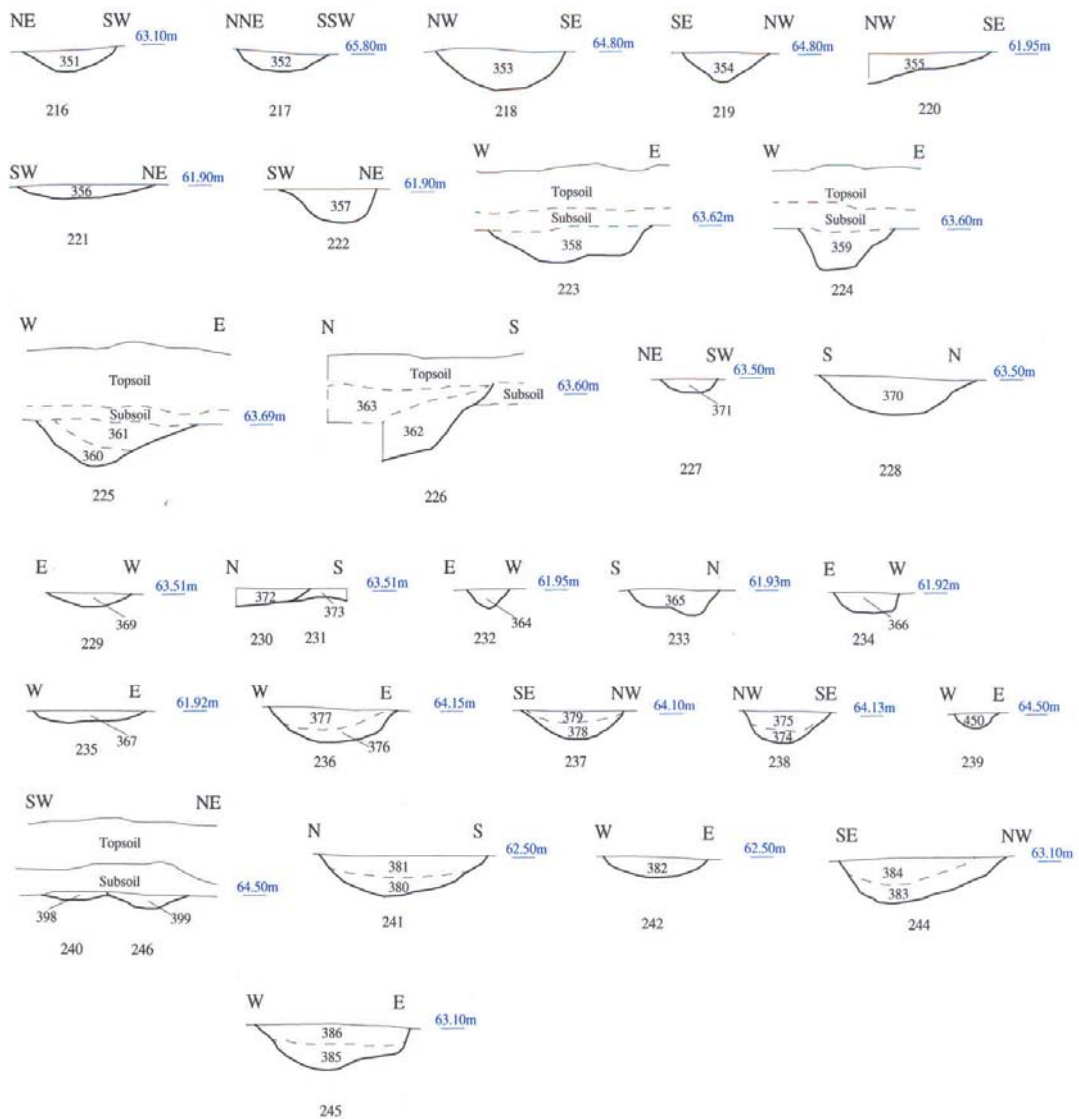 NE SW 63.10m
351
216
NNE SSW 65.80m
352
217
NW SE 64.80m
353
218
SE NW 64.80m
354
219
NW SE 61.95m
355
220
SW NE 61.90m
356
221
SW NE 61.90m
357
222
W E
Topsoil
Subsoil 63.62m
358
223
W E
Topsoil
Subsoil 63.60m
359
224
W E
Topsoil
Subsoil 63.69m
361
360
225
N S
Topsoil
363 Subsoil 63.60m
362
226
NE SW 63.50m
371
227
S N 63.50m
370
228
E W 63.51m
369
229
N S 63.51m
372 373
230 231
E W 61.95m
364
232
S N 61.93m
365
233
E W 61.92m
366
234
W E 61.92m
367
235
W E 64.15m
377
376
236
SE NW 64.10m
379
378
237
NW SE 64.13m
375
374
238
W E 64.50m
450
239
SW NE
Topsoil
Subsoil 64.50m
398 399
240 246
N S 62.50m
381
380
241
W E 62.50m
382
242
SE NW 63.10m
384
383
244
W E 63.10m
386
385
245